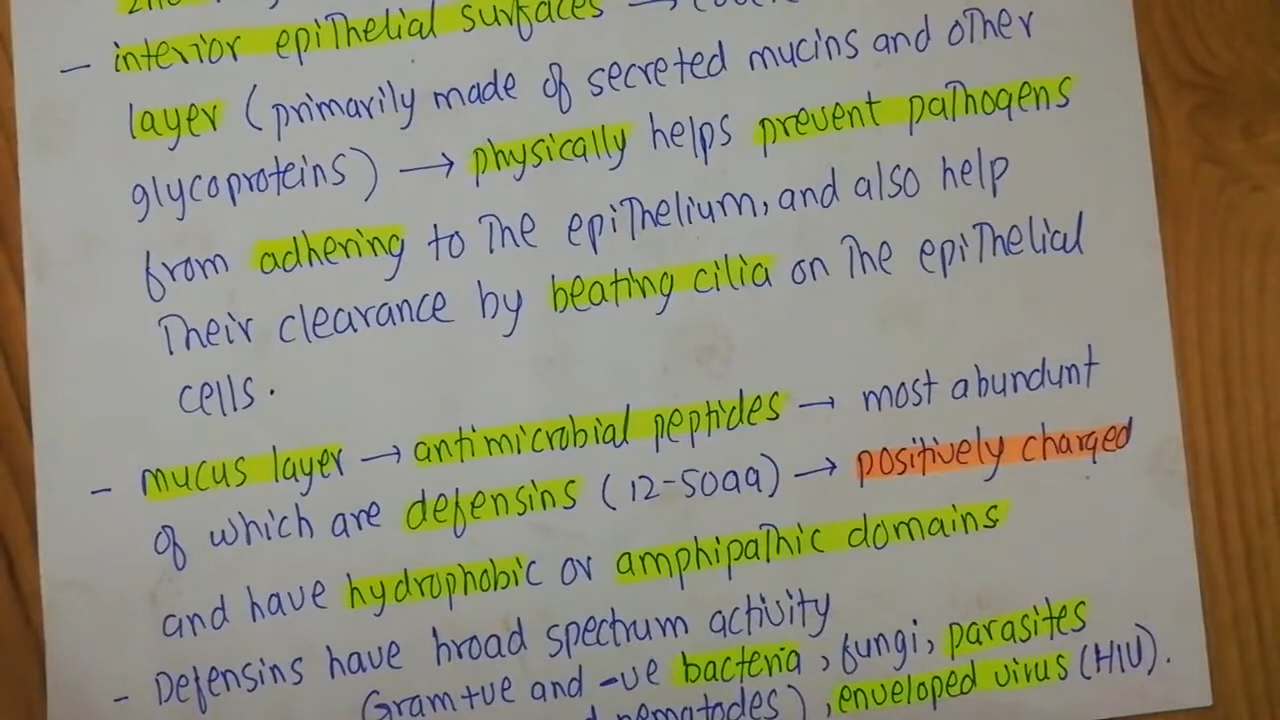 - interior epithelial surfaces →
layer (primarily made of secreted mucins and other
glycoproteins) → physically helps prevent pathogens
from adhering to the epithelium, and also help
their clearance by beating cilia on the epithelial
cells.
- mucus layer → antimicrobial peptides → most abundunt
of which are defensins (12-50aa) → positively charged
and have hydrophobic or amphipathic domains
- Defensins have broad spectrum activity
Gram+ve and -ve bacteria, fungi, parasites
nematodes), enveloped virus (HIV).